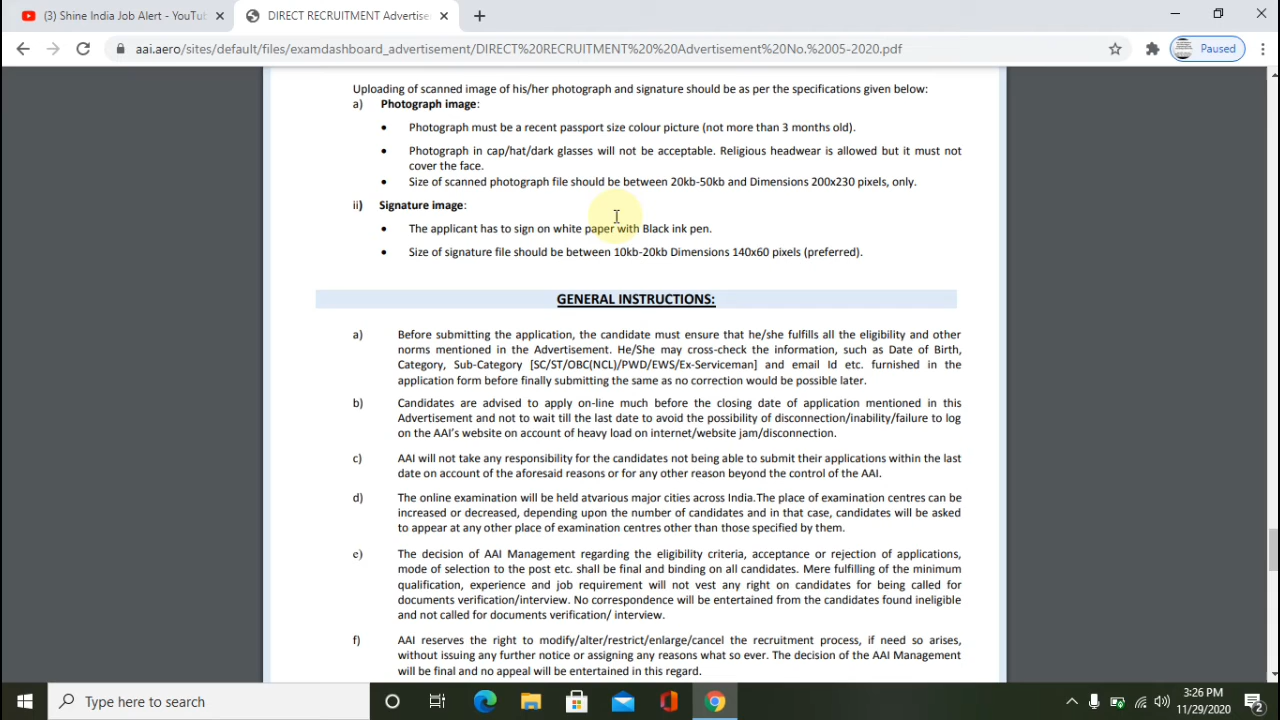 (3) Shine India Job Alert - YouTub
DIRECT RECRUITMENT Advertise
aai.aero/sites/default/files/examdashboard_advertisement/DIRECT%20RECRUITMENT%20%20Advertisement%20No.%2005-2020.pdf
Paused
Uploading of scanned image of his/her photograph and signature should be as per the specifications given below:
a) Photograph image:
• Photograph must be a recent passport size colour picture (not more than 3 months old).
• Photograph in cap/hat/dark glasses will not be acceptable. Religious headwear is allowed but it must not
cover the face.
• Size of scanned photograph file should be between 20kb-50kb and Dimensions 200x230 pixels, only.
ii) Signature image:
• The applicant has to sign on white paper with Black ink pen.
• Size of signature file should be between 10kb-20kb Dimensions 140x60 pixels (preferred).
GENERAL INSTRUCTIONS:
a) Before submitting the application, the candidate must ensure that he/she fulfills all the eligibility and other
norms mentioned in the Advertisement. He/She may cross-check the information, such as Date of Birth,
Category, Sub-Category [SC/ST/OBC(NCL)/PWD/EWS/Ex-Serviceman] and email Id etc. furnished in the
application form before finally submitting the same as no correction would be possible later.
b) Candidates are advised to apply on-line much before the closing date of application mentioned in this
Advertisement and not to wait till the last date to avoid the possibility of disconnection/inability/failure to log
on the AAI's website on account of heavy load on internet/website jam/disconnection.
c) AAI will not take any responsibility for the candidates not being able to submit their applications within the last
date on account of the aforesaid reasons or for any other reason beyond the control of the AAI.
d) The online examination will be held atvarious major cities across India.The place of examination centres can be
increased or decreased, depending upon the number of candidates and in that case, candidates will be asked
to appear at any other place of examination centres other than those specified by them.
e) The decision of AAI Management regarding the eligibility criteria, acceptance or rejection of applications,
mode of selection to the post etc. shall be final and binding on all candidates. Mere fulfilling of the minimum
qualification, experience and job requirement will not vest any right on candidates for being called for
documents verification/interview. No correspondence will be entertained from the candidates found ineligible
and not called for documents verification/ interview.
f) AAI reserves the right to modify/alter/restrict/enlarge/cancel the recruitment process, if need so arises,
without issuing any further notice or assigning any reasons what so ever. The decision of the AAI Management
will be final and no appeal will be entertained in this regard.
Type here to search
3:26 PM
11/29/2020
2